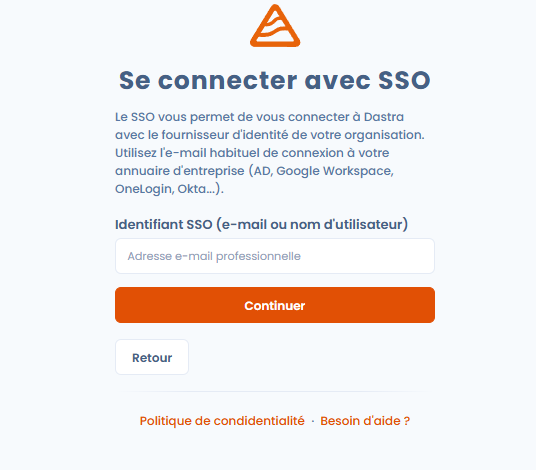 Se connecter avec SSO
Le SSO vous permet de vous connecter à Dastra
avec le fournisseur d'identité de votre organisation.
Utilisez l'e-mail habituel de connexion à votre
annuaire d'entreprise (AD, Google Workspace,
OneLogin, Okta...).
Identifiant SSO (e-mail ou nom d'utilisateur)
Adresse e-mail professionnelle
Continuer
Retour
Politique de condidentialité · Besoin d'aide ?